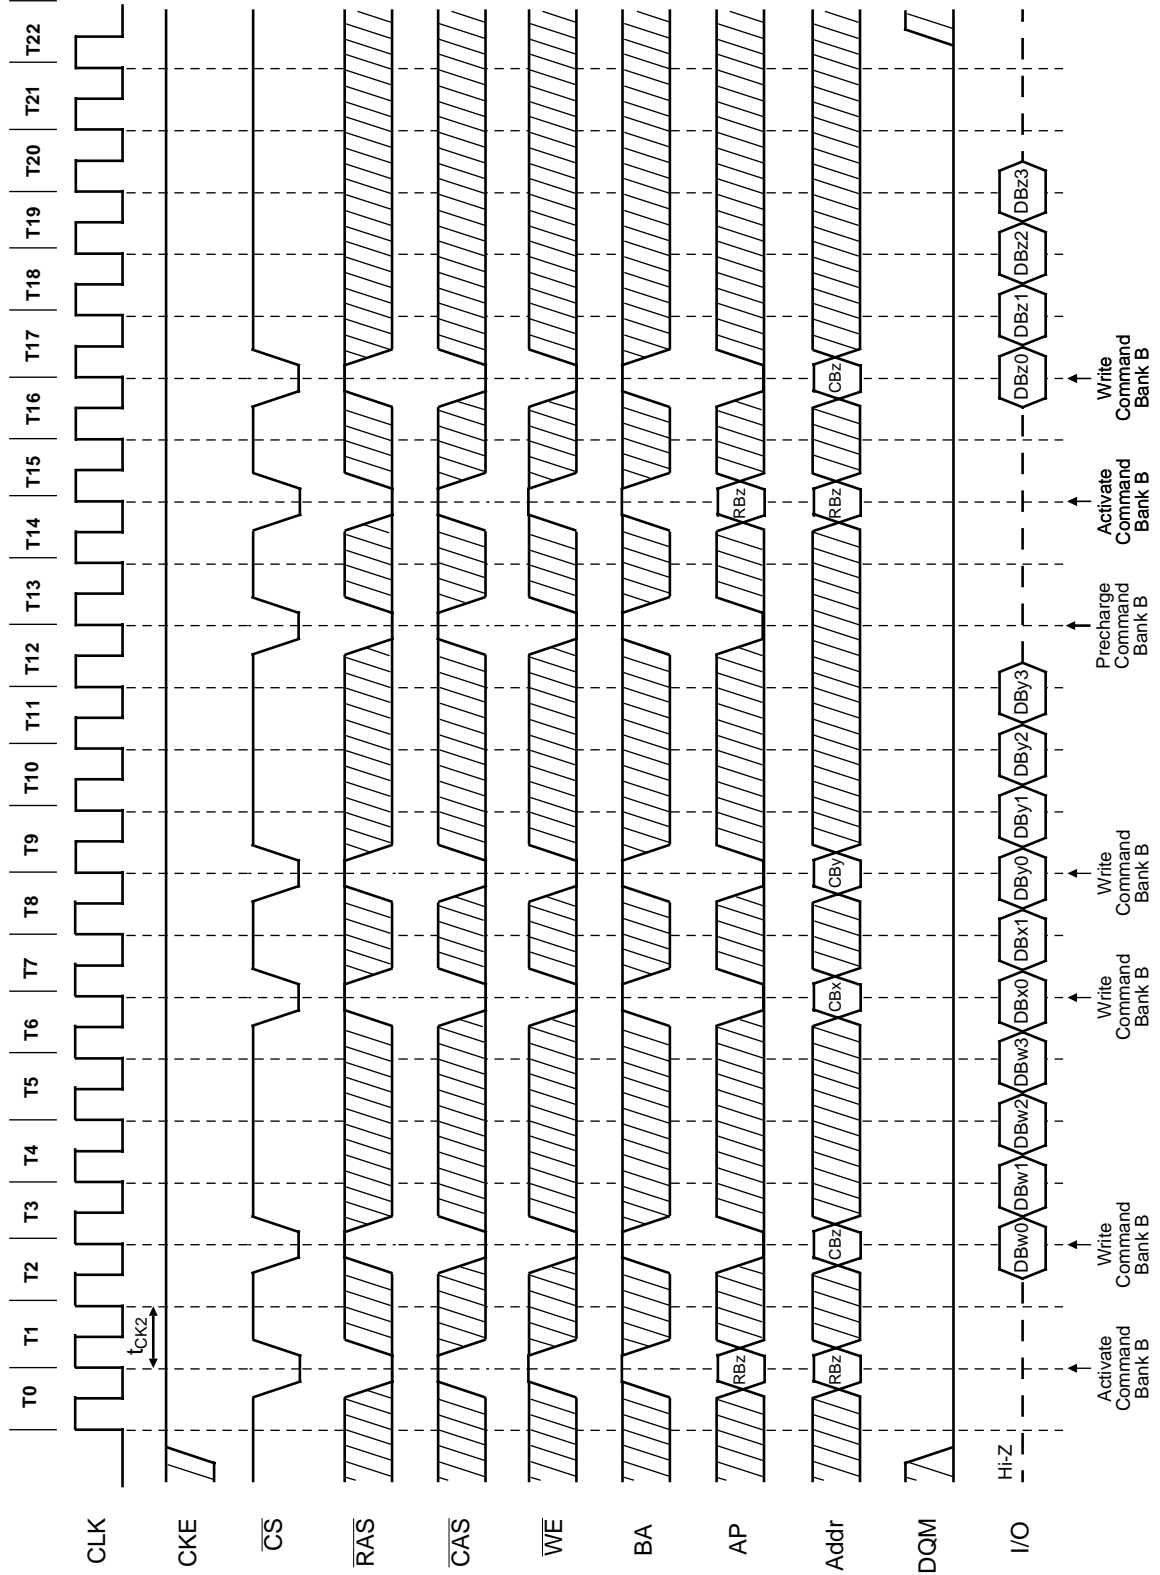 T0 T1 T2 T3 T4 T5 T6 T7 T8 T9 T10 T11 T12 T13 T14 T15 T16 T17 T18 T19 T20 T21 T22
CLK
tCK2
CKE
CS
RAS
CAS
WE
BA
AP
RBz RBz
Addr
RBz CBz CBx CBy RBz CBz
DQM
I/O
Hi-Z
DBw0 DBw1 DBw2 DBw3 DBx0 DBx1 DBy0 DBy1 DBy2 DBy3 DBz0 DBz1 DBz2 DBz3
Activate
Command
Bank B
Write
Command
Bank B
Write
Command
Bank B
Write
Command
Bank B
Precharge
Command
Bank B
Activate
Command
Bank B
Write
Command
Bank B